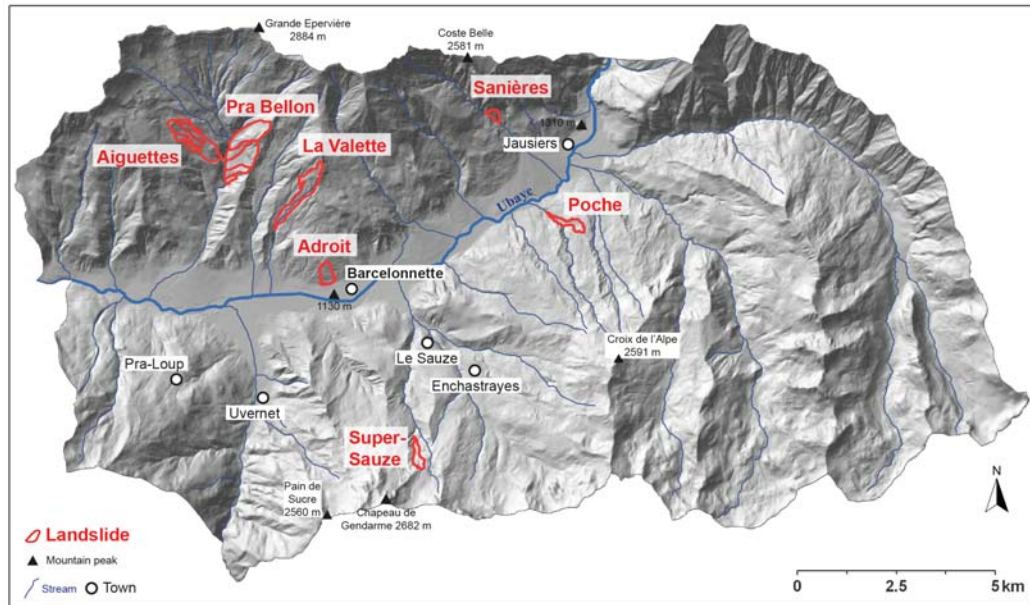 Grande Epervière
2884 m
Coste Belle
2581 m
Sanières
Pra Bellon
1310 m
Jausiers
Aiguettes
La Valette
Ubaye
Poche
Adroit
Barcelonnette
1130 m
Croix de l'Alpe
2591 m
Le Sauze
Pra-Loup
Enchastrayes
Uvernet
Super-
Sauze
Pain de
Sucre
2560 m
Chapeau de
Gendarme 2682 m
N
Landslide
Mountain peak
Stream
Town
0 2.5 5 km